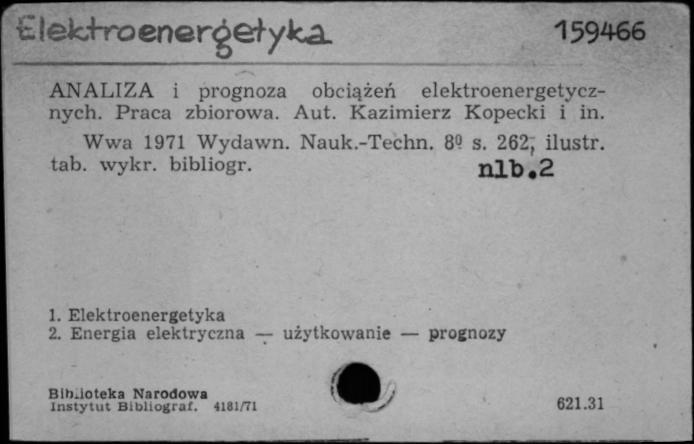 Elektroenergetyka 159466
ANALIZA i prognoza obciążeń elektroenergetycz-
nych. Praca zbiorowa. Aut. Kazimierz Kopecki i in.
Wwa 1971 Wydawn. Nauk.-Techn. 8º s. 262, ilustr.
tab. wykr. bibliogr. nlb.2
1. Elektroenergetyka
2. Energia elektryczna — użytkowanie — prognozy
Biblioteka Narodowa
Instytut Bibliograf. 4181/71 621.31